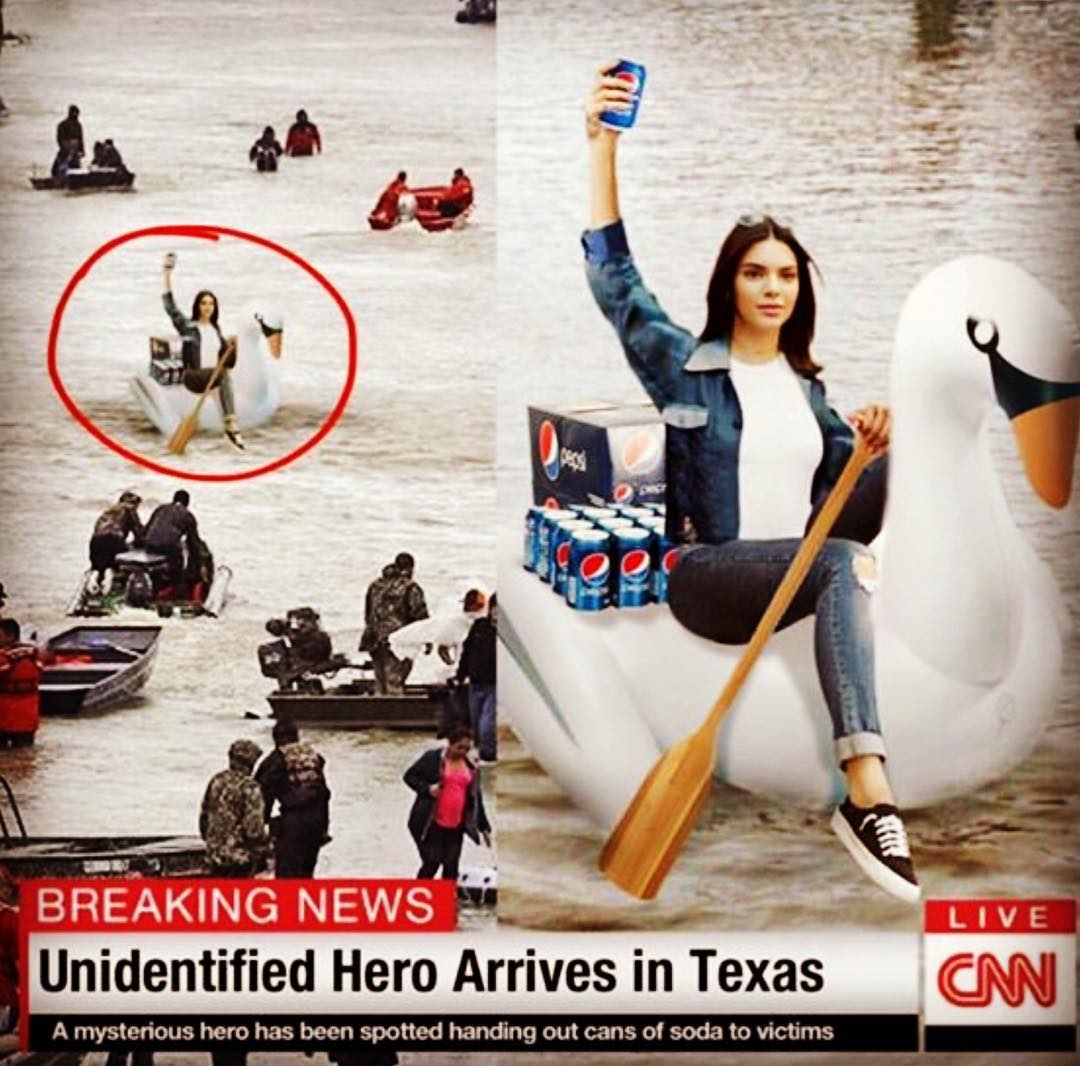 pepsi
pepsi
BREAKING NEWS
LIVE
Unidentified Hero Arrives in Texas
CNN
A mysterious hero has been spotted handing out cans of soda to victims